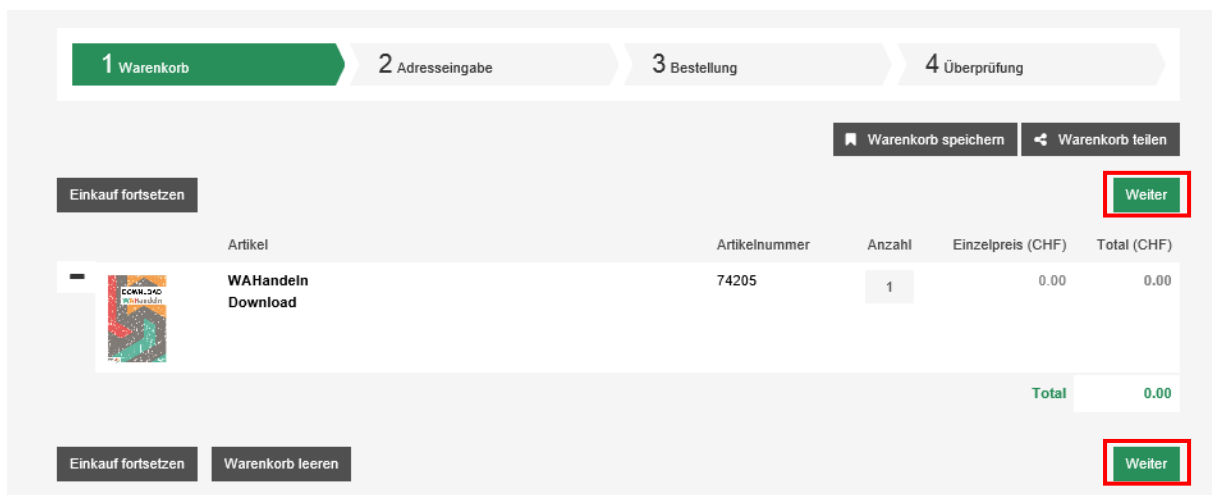 1 Warenkorb 2 Adresseingabe 3 Bestellung 4 Überprüfung
Warenkorb speichern Warenkorb teilen
Einkauf fortsetzen Weiter
Artikel Artikelnummer Anzahl Einzelpreis (CHF) Total (CHF)
WAHandeln 74205 1 0.00 0.00
Download
DOWNLOAD
WAHandeln
Total 0.00
Einkauf fortsetzen Warenkorb leeren Weiter